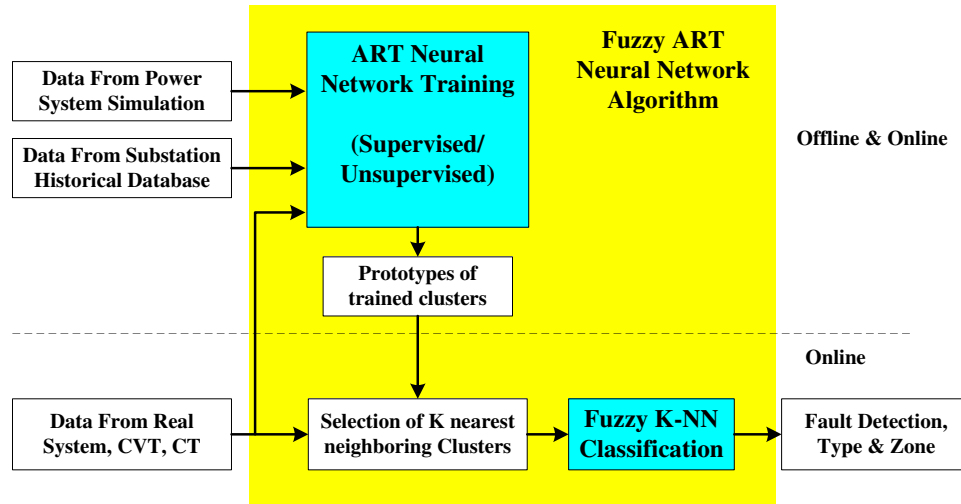 ART Neural
Network Training
(Supervised/
Unsupervised)
Fuzzy ART
Neural Network
Algorithm
Data From Power
System Simulation
Data From Substation
Historical Database
Offline & Online
Prototypes of
trained clusters
Online
Data From Real
System, CVT, CT
Selection of K nearest
neighboring Clusters
Fuzzy K-NN
Classification
Fault Detection,
Type & Zone